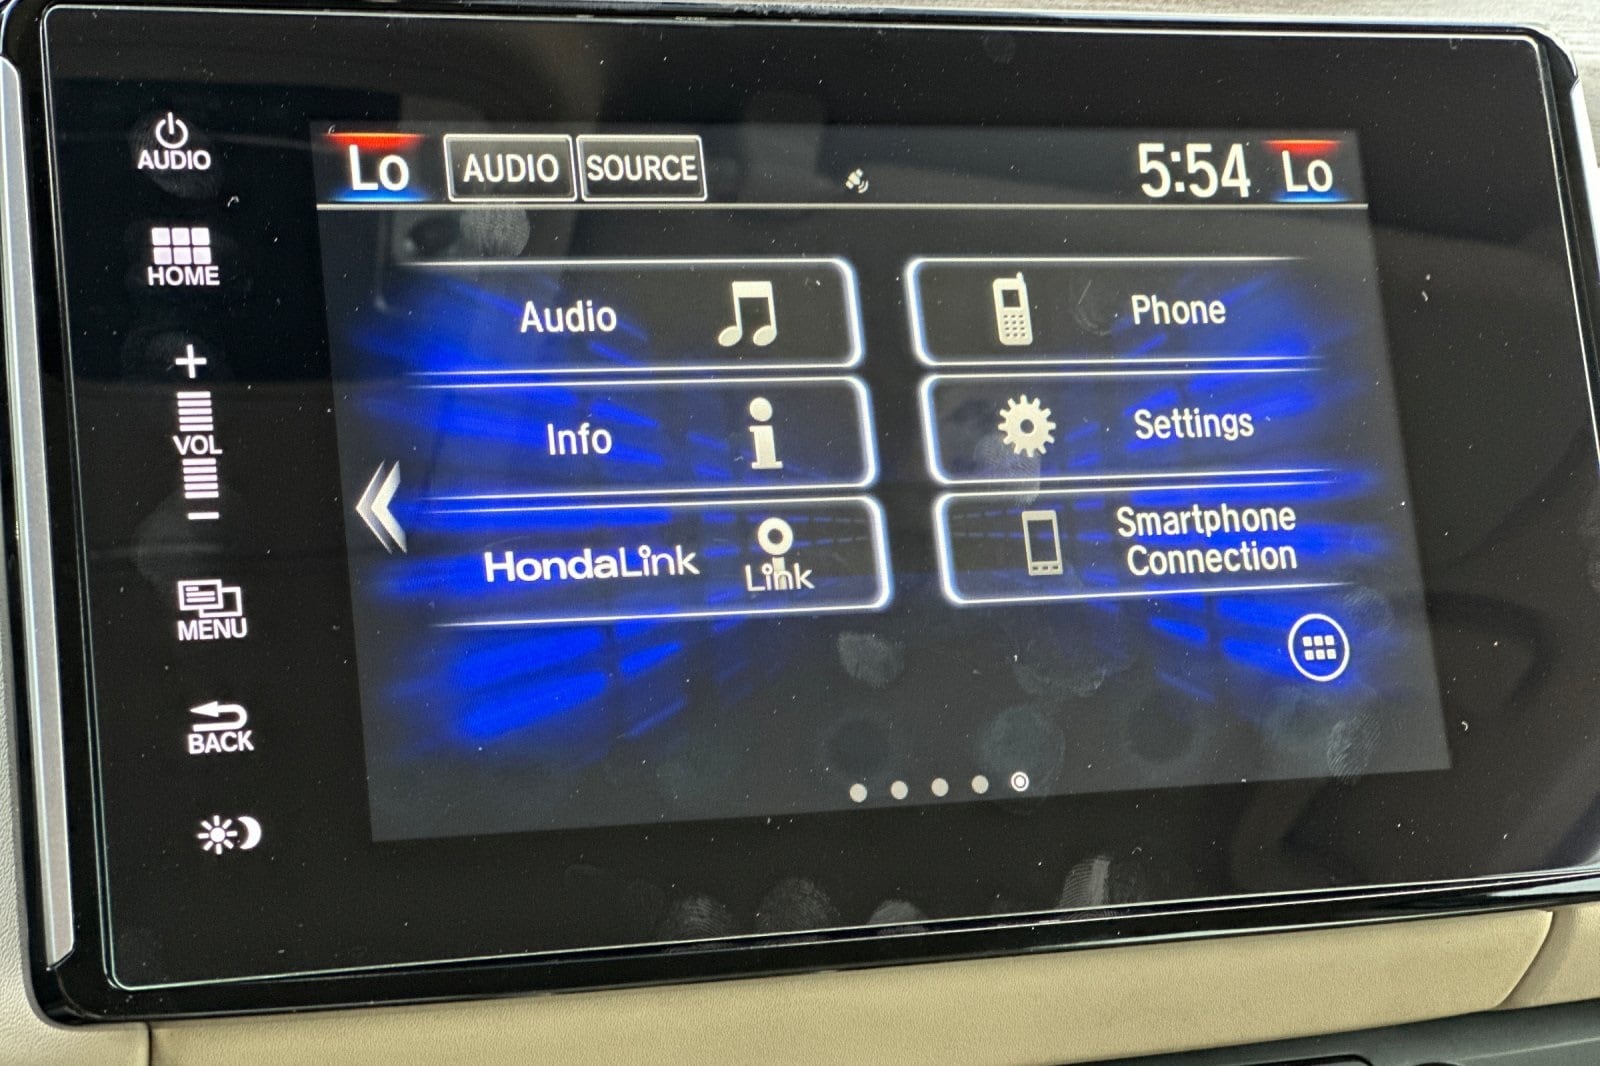 AUDIO
HOME
+
VOL
−
MENU
BACK
Lo AUDIO SOURCE 5:54 Lo
Audio
Phone
Info
Settings
HondaLink
Link
Smartphone
Connection